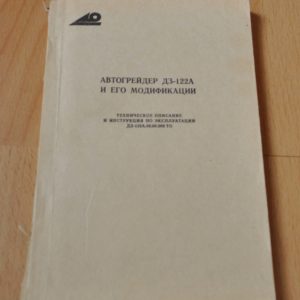 АВТОГРЕЙДЕР ДЗ-122А
И ЕГО МОДИФИКАЦИИ
ТЕХНИЧЕСКОЕ ОПИСАНИЕ
И ИНСТРУКЦИЯ ПО ЭКСПЛУАТАЦИИ